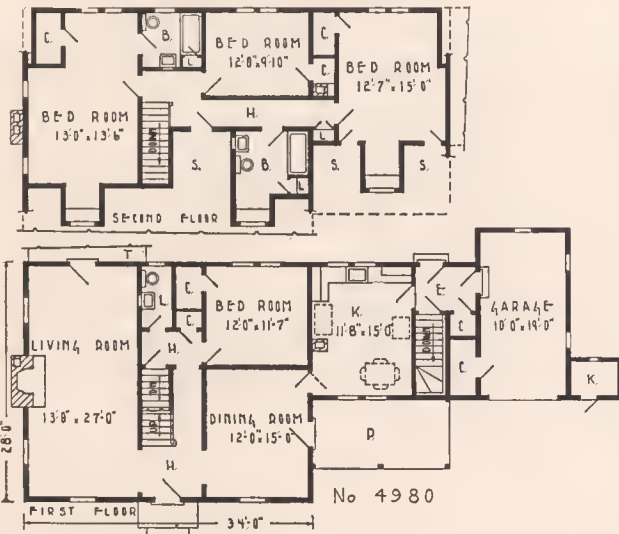 C.
B.
L
BED ROOM
12'0"x9'10"
C.
C.
BED ROOM
12'-7"x15'0"
BED ROOM
13'0"x13'6"
H.
DOWN
S.
B.
L
L
S.
S.
SECOND FLOOR
T
L.
C.
C.
BED ROOM
12'0"x11'-7"
K.
11'8"x15'0"
E.
C.
C.
DOWN
GARAGE
10'0"x19'0"
K.
LIVING ROOM
13'8"x27'0"
H.
DN
UP
DINING ROOM
12'0"x15'0"
H.
P.
28'0"
No 4980
FIRST FLOOR
34'0"